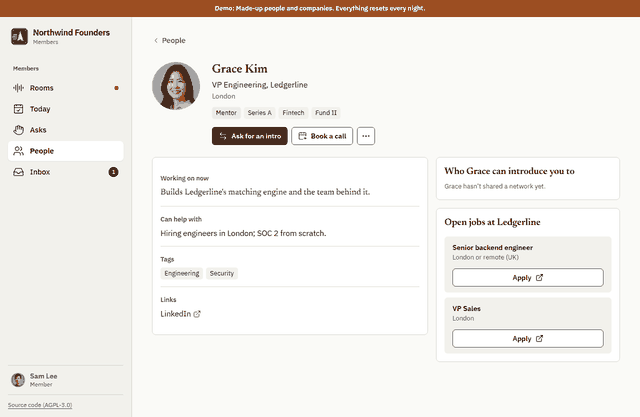 Demo: Made-up people and companies. Everything resets every night.
Northwind Founders
Members
Members
Rooms
Today
Asks
People
Inbox
1
Sam Lee
Member
Source code (AGPL-3.0)
People
Grace Kim
VP Engineering, Ledgerline
London
Mentor
Series A
Fintech
Fund II
Ask for an intro
Book a call
Working on now
Builds Ledgerline's matching engine and the team behind it.
Can help with
Hiring engineers in London; SOC 2 from scratch.
Tags
Engineering
Security
Links
LinkedIn
Who Grace can introduce you to
Grace hasn't shared a network yet.
Open jobs at Ledgerline
Senior backend engineer
London or remote (UK)
Apply
VP Sales
London
Apply